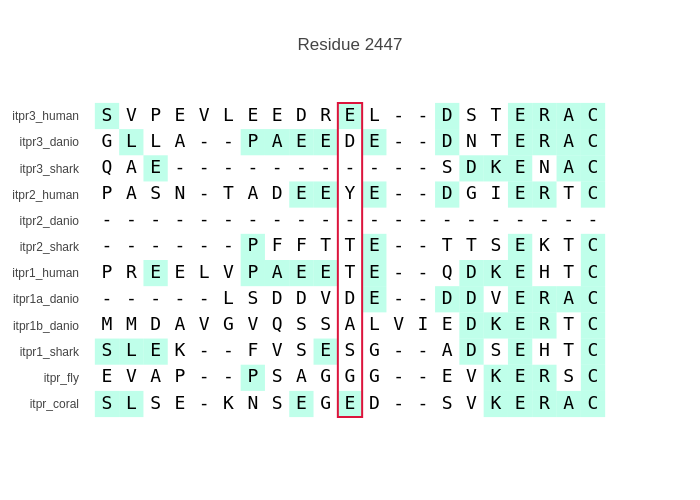 Residue 2447
itpr3_human S V P E V L E E D R E L - - D S T E R A C
itpr3_danio G L L A - - P A E E D E - - D N T E R A C
itpr3_shark Q A E - - - - - - - - - - - S D K E N A C
itpr2_human P A S N - T A D E E Y E - - D G I E R T C
itpr2_danio - - - - - - - - - - - - - - - - - - - - -
itpr2_shark - - - - - - P F F T T E - - T T S E K T C
itpr1_human P R E E L V P A E E T E - - Q D K E H T C
itpr1a_danio - - - - - L S D D V D E - - D D V E R A C
itpr1b_danio M M D A V G V Q S S A L V I E D K E R T C
itpr1_shark S L E K - - F V S E S G - - A D S E H T C
itpr_fly E V A P - - P S A G G G - - E V K E R S C
itpr_coral S L S E - K N S E G E D - - S V K E R A C